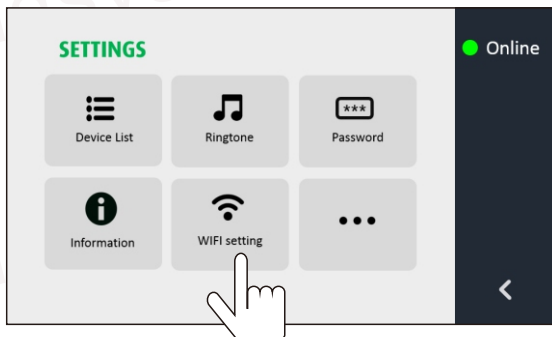 SETTINGS
Online
Device List
Ringtone
***
Password
Information
WIFI setting